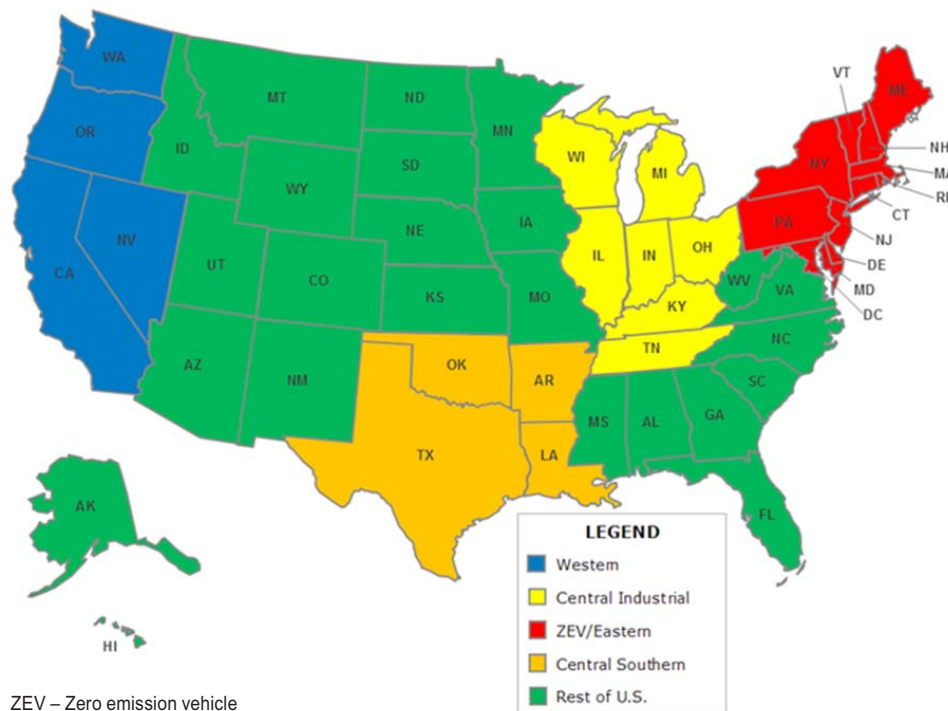 WA
VT
ME
MT
ND
OR
MN
ID
NH
WI
NY
SD
MI
MA
WY
RI
CT
PA
IA
NE
NJ
NV
OH
UT
IL
IN
DE
CA
CO
WV
MD
VA
KS
MO
KY
DC
NC
TN
AZ
OK
NM
AR
SC
MS
AL
GA
TX
LA
AK
FL
HI
LEGEND
Western
Central Industrial
ZEV/Eastern
Central Southern
Rest of U.S.
ZEV – Zero emission vehicle